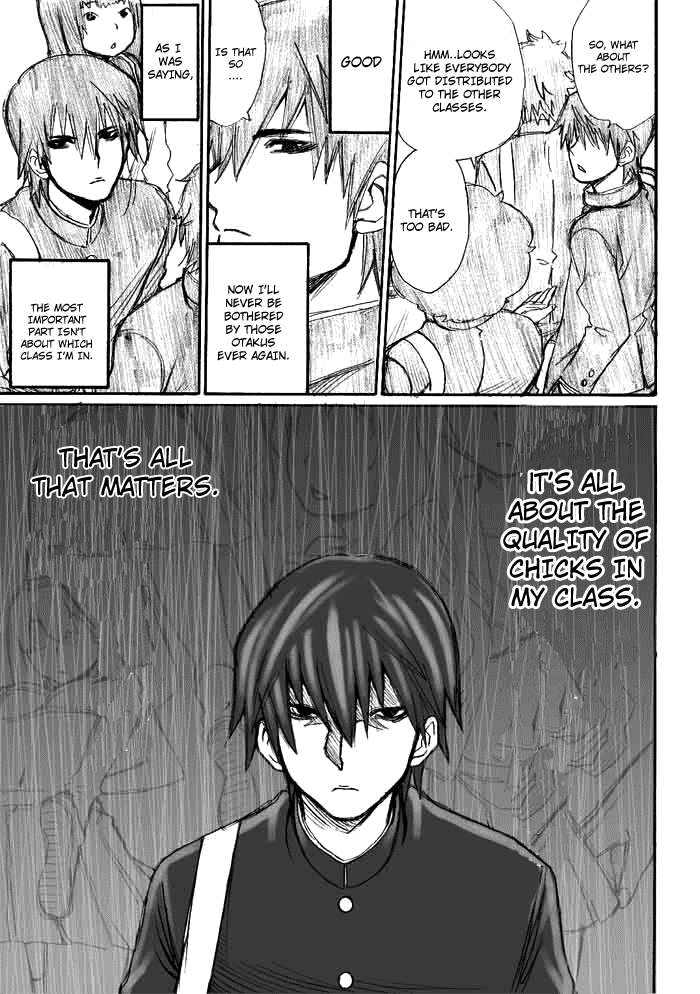 SO, WHAT
ABOUT
THE OTHERS?
HMM..LOOKS
LIKE EVERYBODY
GOT DISTRIBUTED
TO THE OTHER
CLASSES.
THAT'S
TOO BAD.
GOOD
IS THAT
SO
....
NOW I'LL
NEVER BE
BOTHERED
BY THOSE
OTAKUS
EVER AGAIN.
AS I
WAS
SAYING,
THE MOST
IMPORTANT
PART ISN'T
ABOUT WHICH
CLASS I'M IN.
IT'S ALL
ABOUT THE
QUALITY OF
CHICKS IN
MY CLASS.
THAT'S ALL
THAT MATTERS.